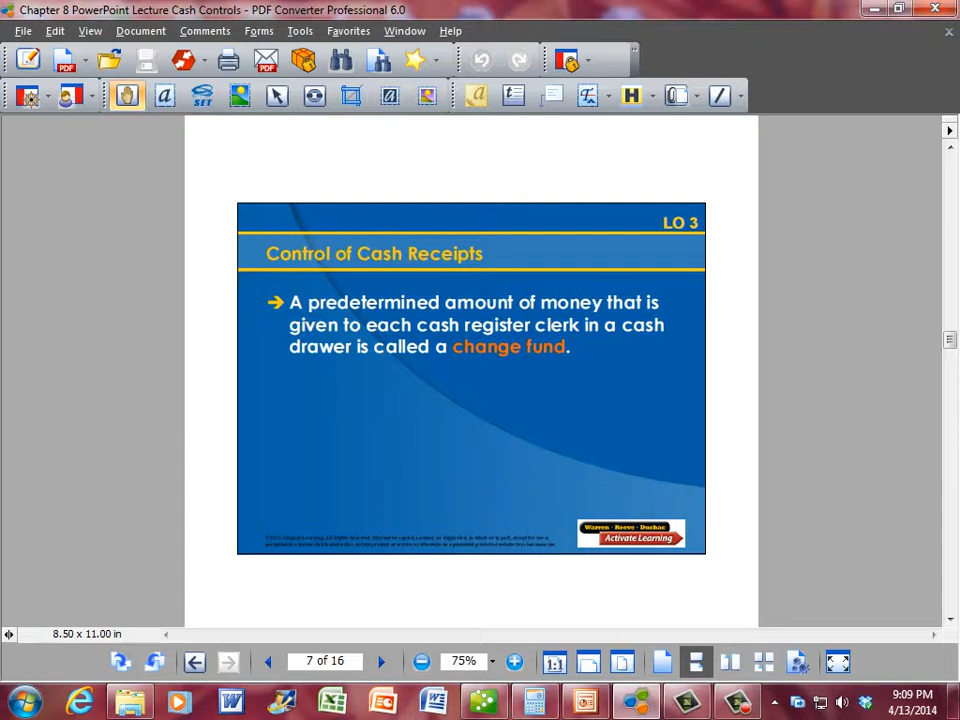 Chapter 8 PowerPoint Lecture Cash Controls - PDF Converter Professional 6.0
File Edit View Document Comments Forms Tools Favorites Window Help
LO 3
Control of Cash Receipts
A predetermined amount of money that is
given to each cash register clerk in a cash
drawer is called a change fund.
Warren · Reeve · Duchac
Activate Learning
8.50 x 11.00 in
7 of 16
75%
9:09 PM
4/13/2014